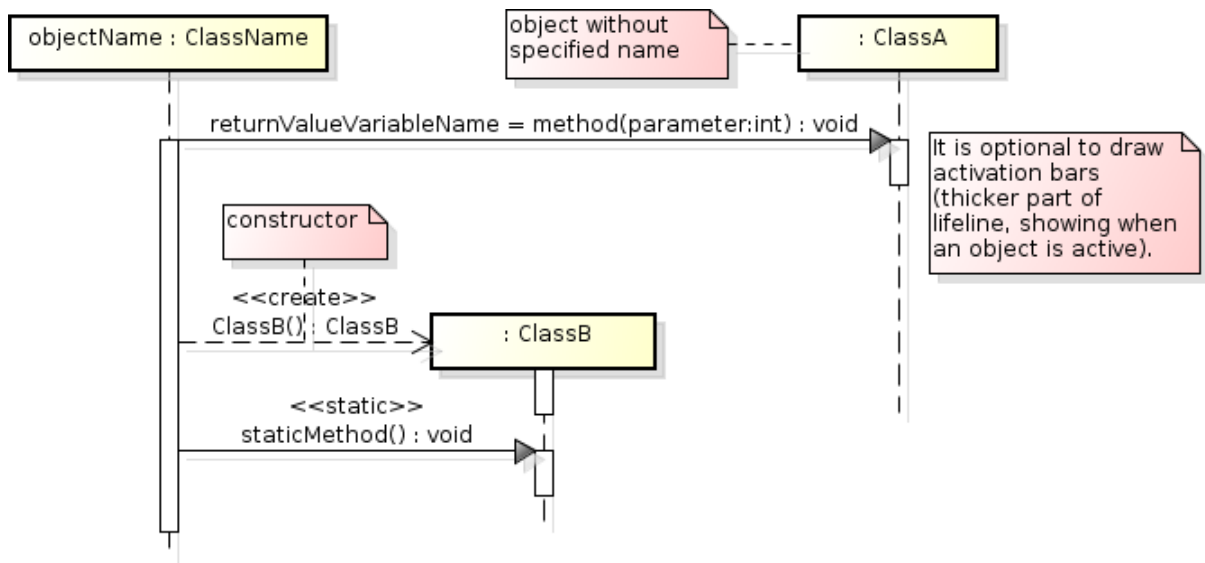 objectName : ClassName
object without
specified name
: ClassA
returnValueVariableName = method(parameter:int) : void
It is optional to draw
activation bars
(thicker part of
lifeline, showing when
an object is active).
constructor
<<create>>
ClassB() : ClassB
: ClassB
<<static>>
staticMethod() : void